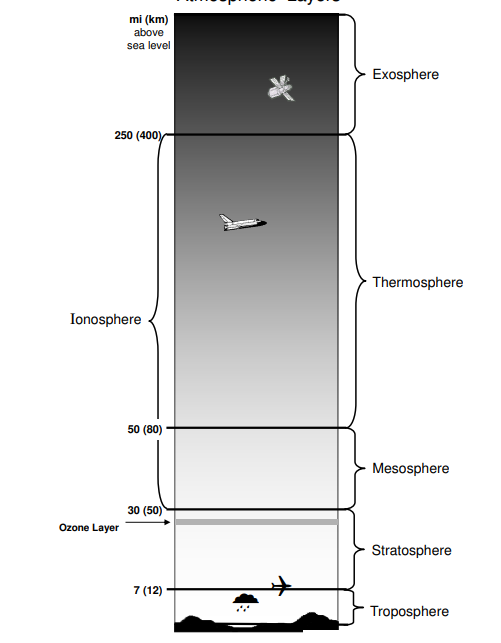 Atmospheric Layers
mi (km)
above
sea level
Exosphere
250 (400)
Thermosphere
Ionosphere
50 (80)
Mesosphere
30 (50)
Ozone Layer
Stratosphere
7 (12)
Troposphere